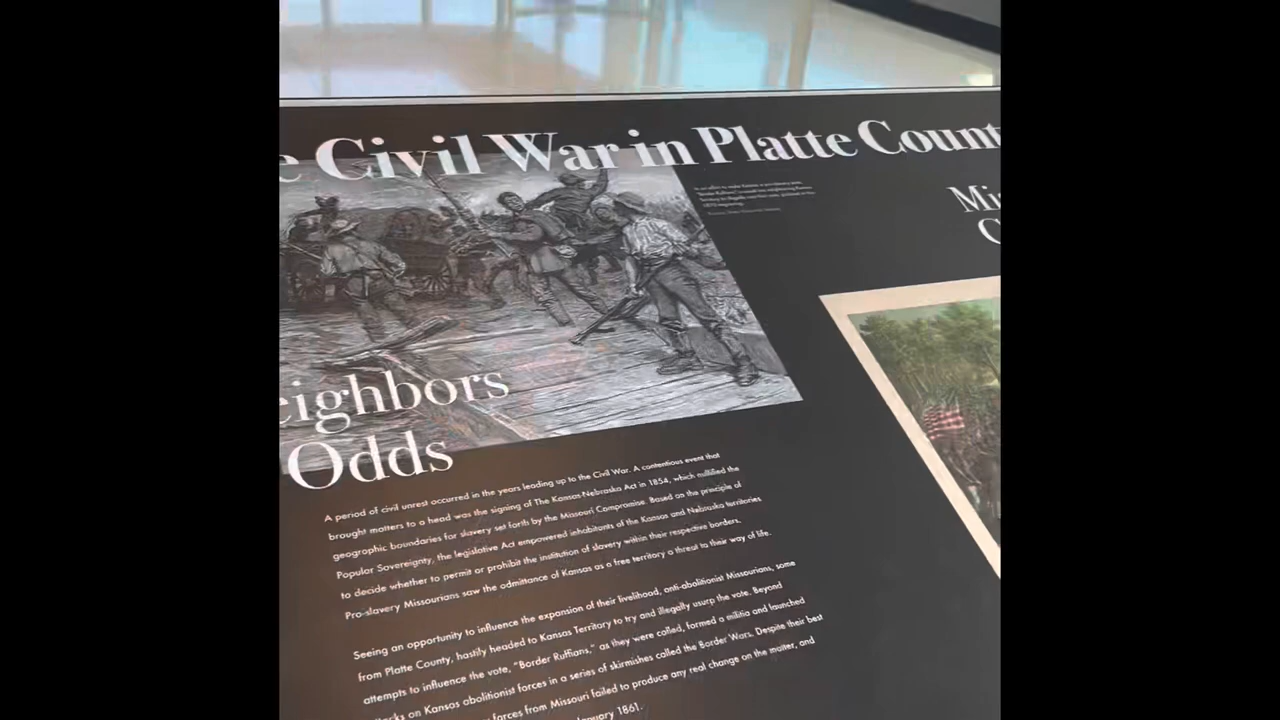 e Civil War in Platte Count
Mi
C
eighbors
Odds
A period of civil unrest occurred in the years leading up to the Civil War. A contentious event that
brought matters to a head was the signing of The Kansas-Nebraska Act in 1854, which nullified the
geographic boundaries for slavery set forth by the Missouri Compromise. Based on the principle of
Popular Sovereignty, the legislative Act empowered inhabitants of the Kansas and Nebraska territories
to decide whether to permit or prohibit the institution of slavery within their respective borders.
Pro-slavery Missourians saw the admittance of Kansas as a free territory a threat to their way of life.
Seeing an opportunity to influence the expansion of their livelihood, anti-abolitionist Missourians, some
from Platte County, hastily headed to Kansas Territory to try and illegally usurp the vote. Beyond
attempts to influence the vote, "Border Ruffians," as they were called, formed a militia and launched
acks on Kansas abolitionist forces in a series of skirmishes called the Border Wars. Despite their best
forces from Missouri failed to produce any real change on the matter, and
nuary 1861.